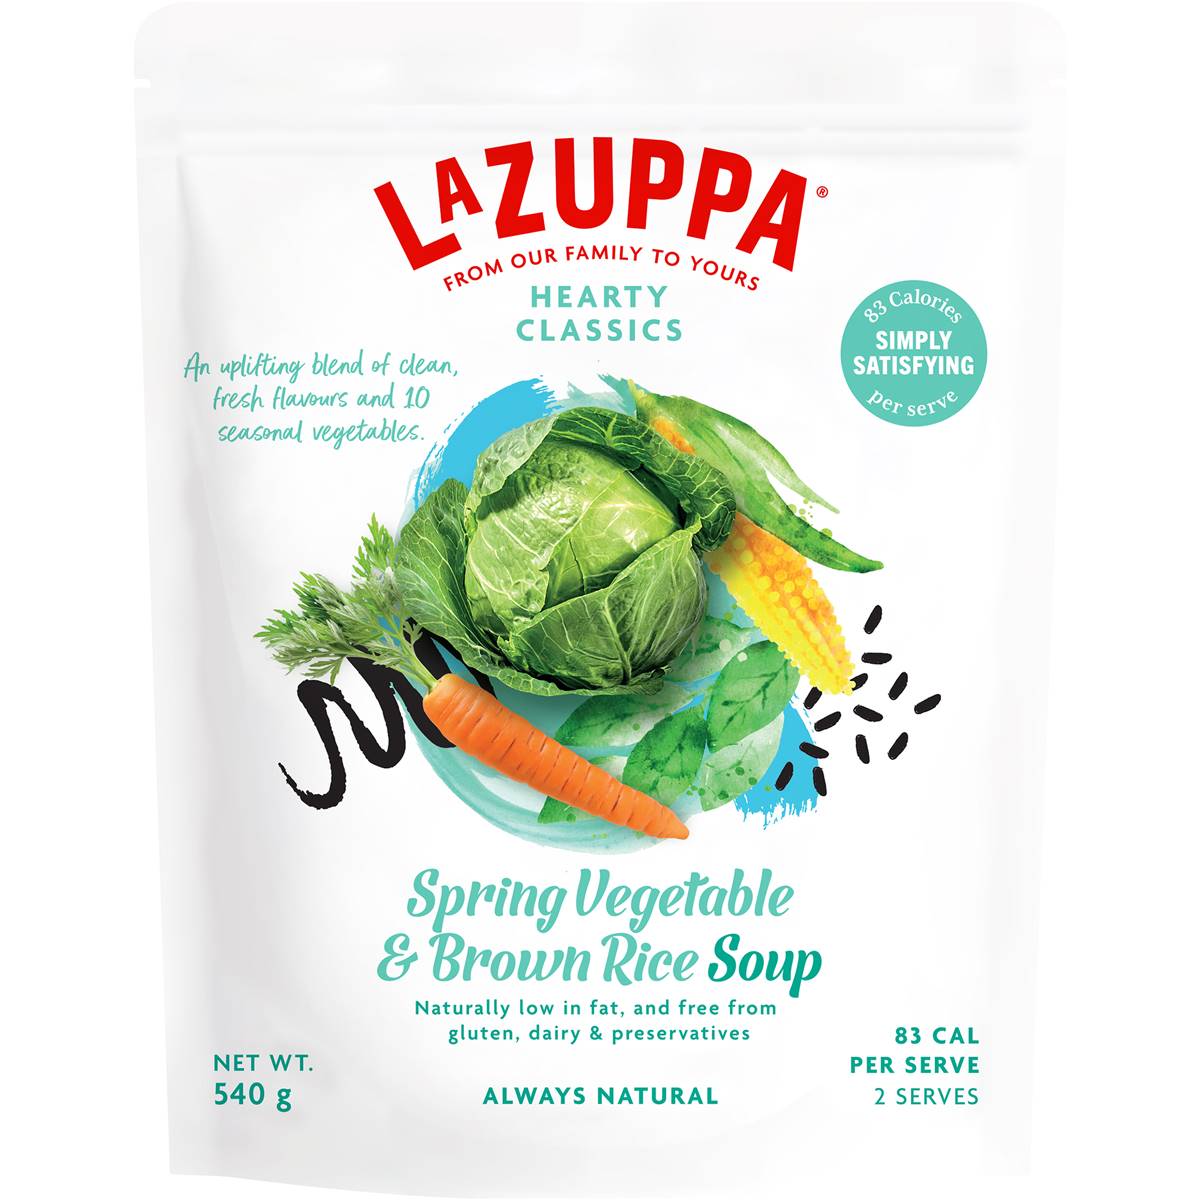 LAZUPPA®
FROM OUR FAMILY TO YOURS
HEARTY
CLASSICS
An uplifting blend of clean,
fresh flavours and 10
seasonal vegetables.
83 Calories
SIMPLY
SATISFYING
per serve
Spring Vegetable
& Brown Rice Soup
Naturally low in fat, and free from
gluten, dairy & preservatives
NET WT.
540 g
ALWAYS NATURAL
83 CAL
PER SERVE
2 SERVES